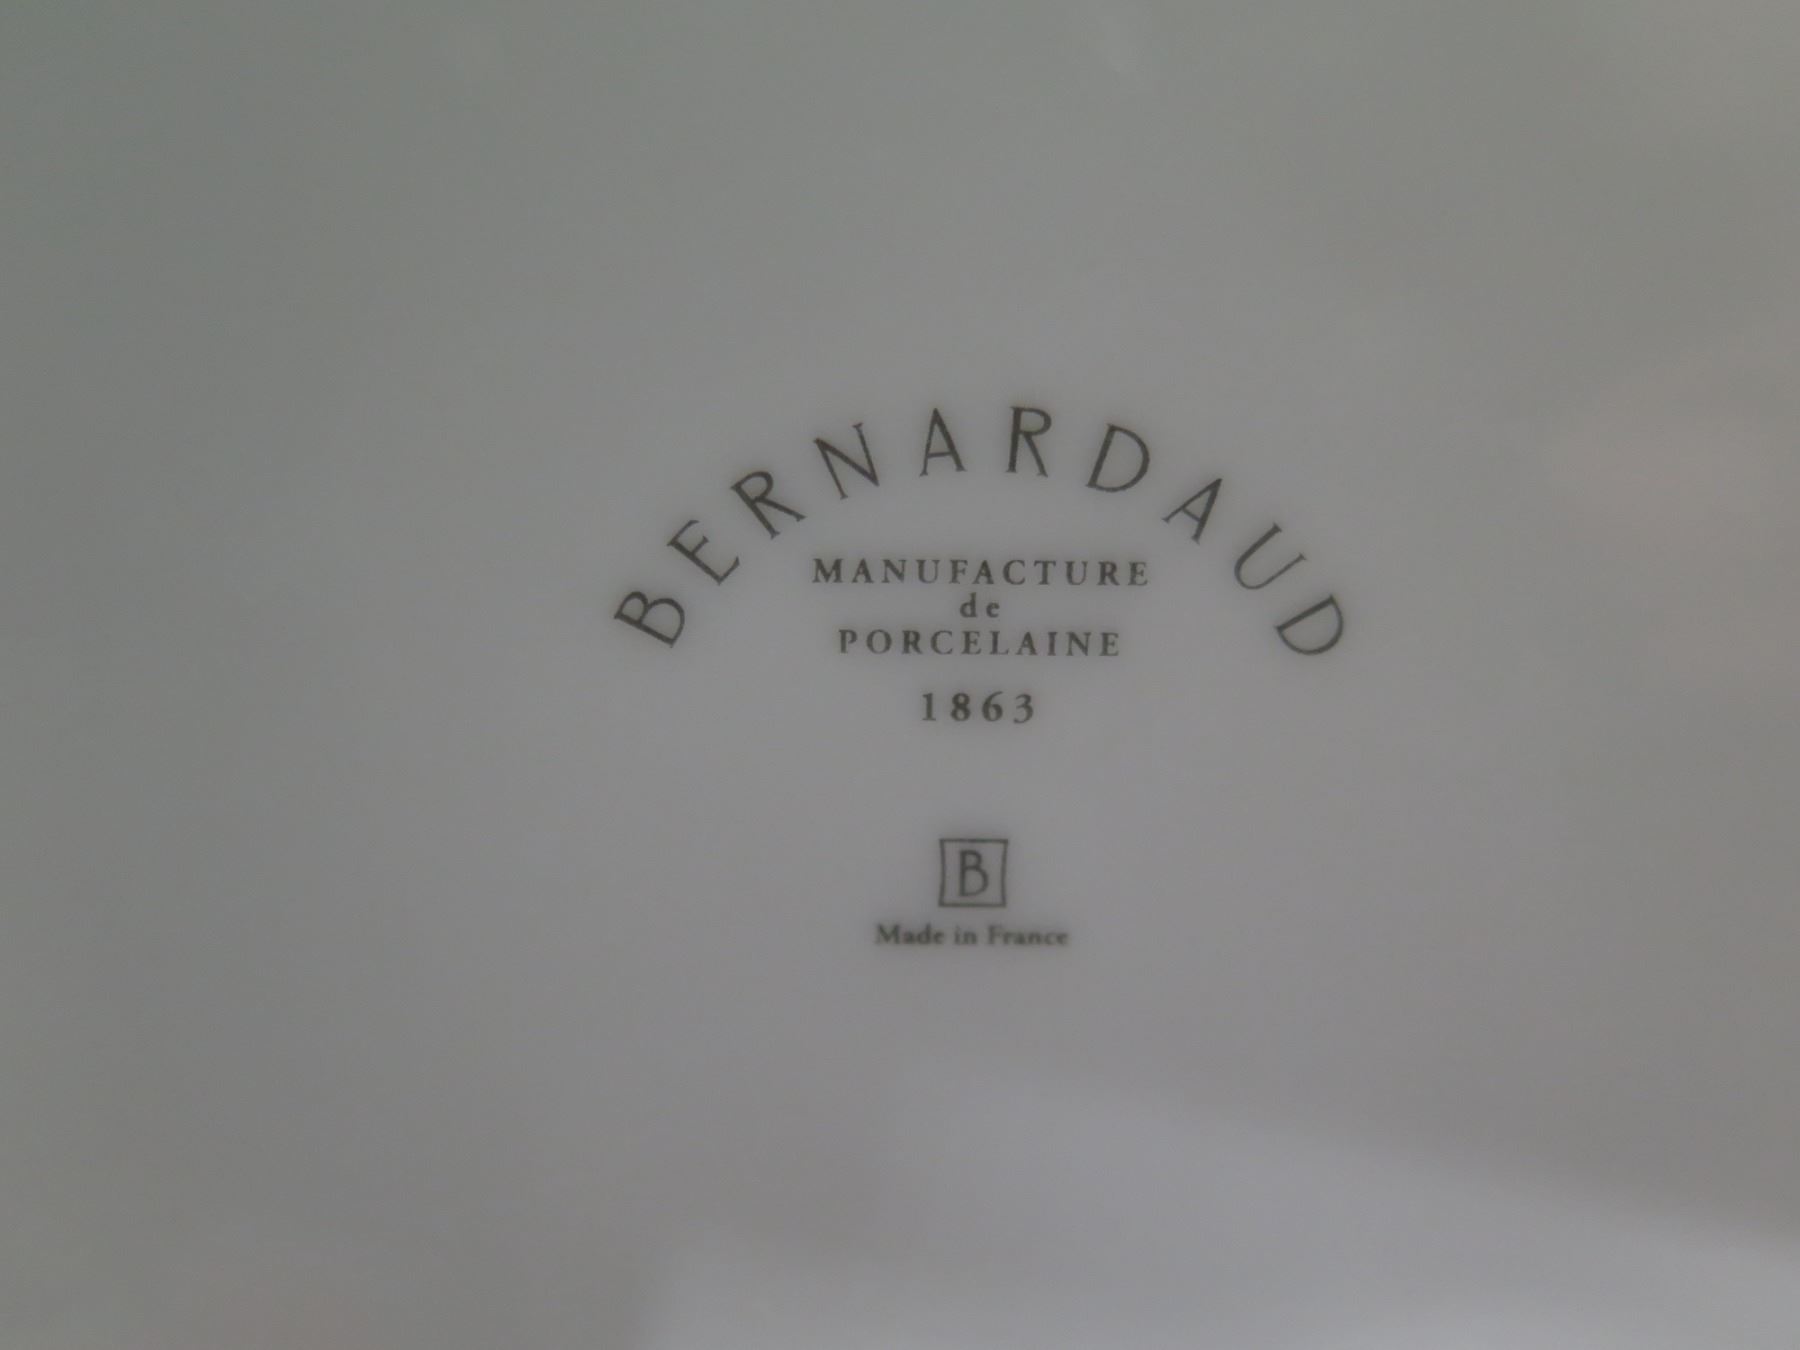 BERNARDAUD
MANUFACTURE
de
PORCELAINE
1863
B
Made in France